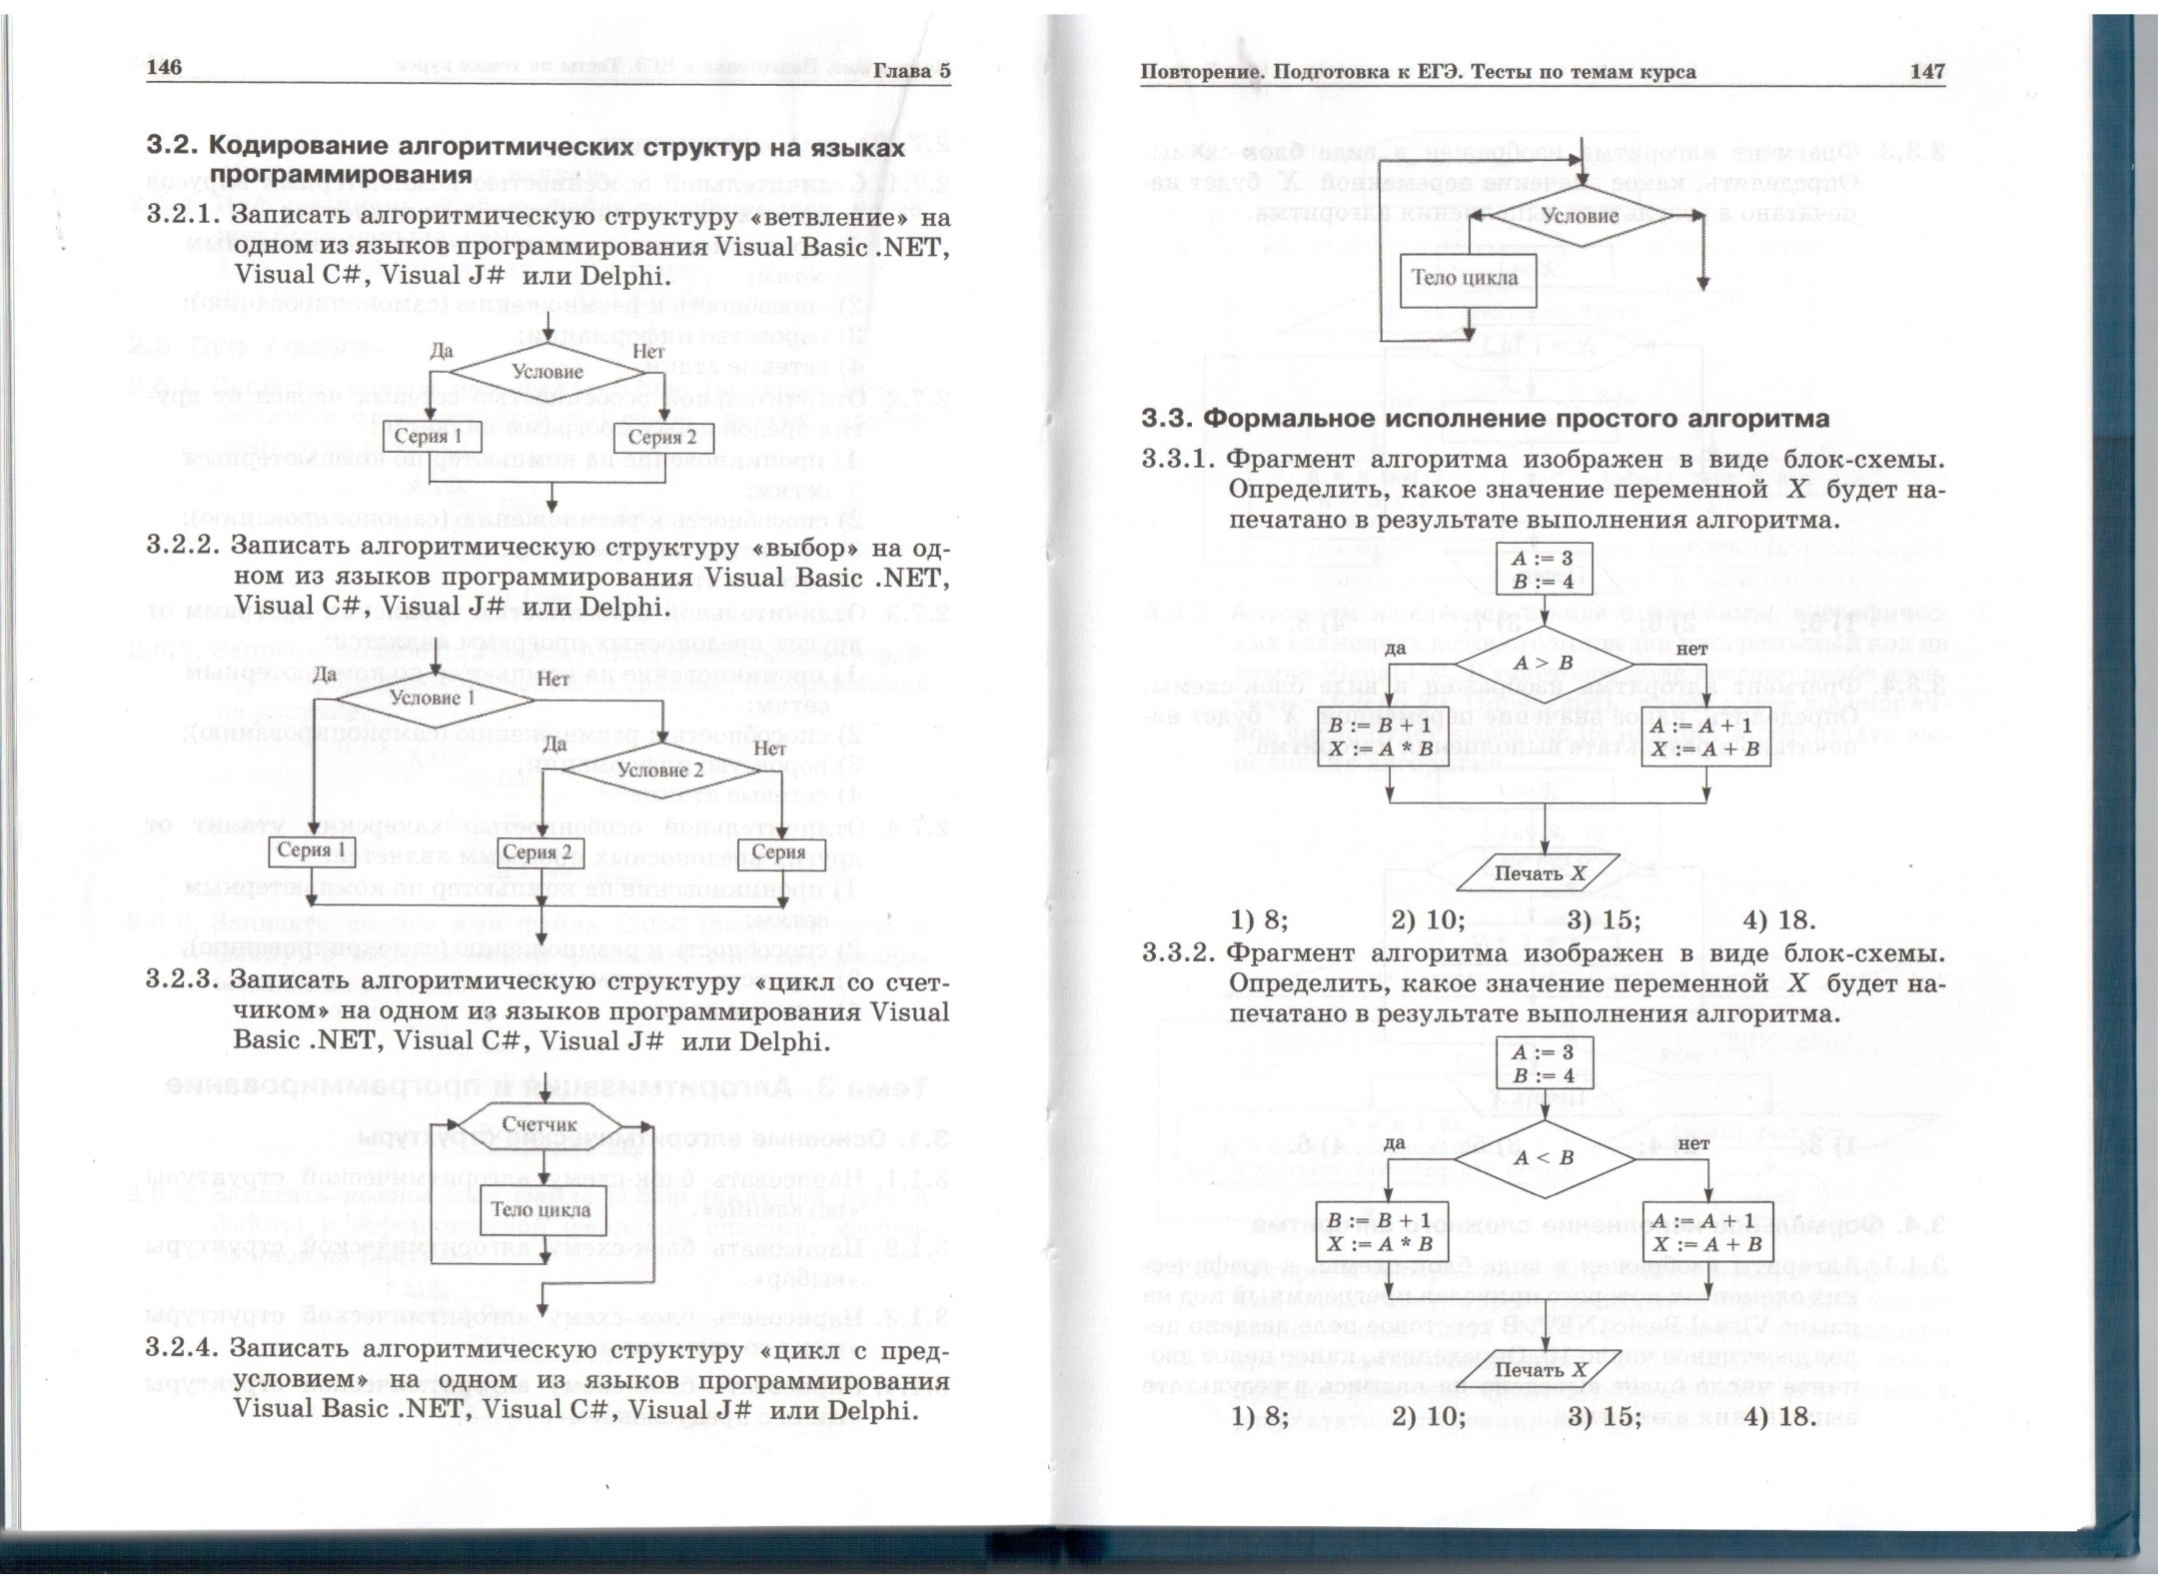 146
Глава 5
3.2. Кодирование алгоритмических структур на языках
программирования
3.2.1. Записать алгоритмическую структуру «ветвление» на
одном из языков программирования Visual Basic .NET,
Visual C#, Visual J# или Delphi.
Да
Нет
Условие
Серия 1
Серия 2
3.2.2. Записать алгоритмическую структуру «выбор» на од-
ном из языков программирования Visual Basic .NET,
Visual C#, Visual J# или Delphi.
Да
Нет
Условие 1
Да
Нет
Условие 2
Серия 1
Серия 2
Серия
3.2.3. Записать алгоритмическую структуру «цикл со счет-
чиком» на одном из языков программирования Visual
Basic .NET, Visual C#, Visual J# или Delphi.
Счетчик
Тело цикла
3.2.4. Записать алгоритмическую структуру «цикл с пред-
условием» на одном из языков программирования
Visual Basic .NET, Visual C#, Visual J# или Delphi.
Повторение. Подготовка к ЕГЭ. Тесты по темам курса
147
Условие
Тело цикла
3.3. Формальное исполнение простого алгоритма
3.3.1. Фрагмент алгоритма изображен в виде блок-схемы.
Определить, какое значение переменной X будет на-
печатано в результате выполнения алгоритма.
A := 3
B := 4
да
нет
A > B
B := B + 1
X := A * B
A := A + 1
X := A + B
Печать X
1) 8; 2) 10; 3) 15; 4) 18.
3.3.2. Фрагмент алгоритма изображен в виде блок-схемы.
Определить, какое значение переменной X будет на-
печатано в результате выполнения алгоритма.
A := 3
B := 4
да
нет
A < B
B := B + 1
X := A * B
A := A + 1
X := A + B
Печать X
1) 8; 2) 10; 3) 15; 4) 18.